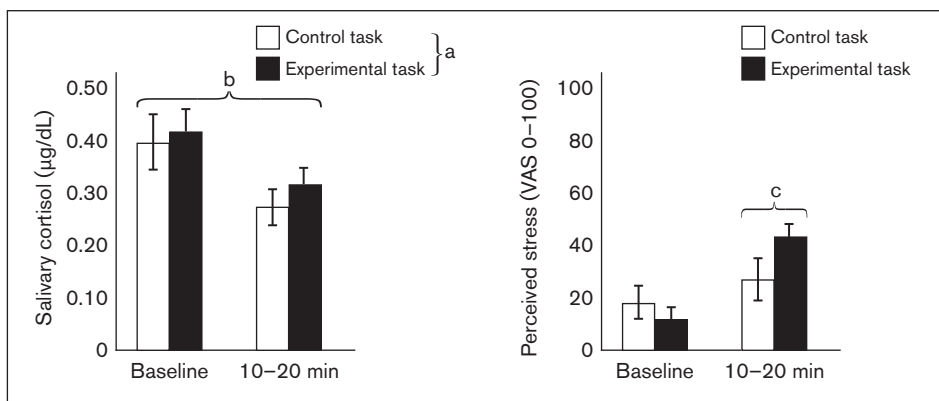 Control task
Experimental task
a
b
Salivary cortisol (µg/dL)
0.50
0.40
0.30
0.20
0.10
0
Baseline
10–20 min
Control task
Experimental task
c
Perceived stress (VAS 0–100)
100
80
60
40
20
0
Baseline
10–20 min